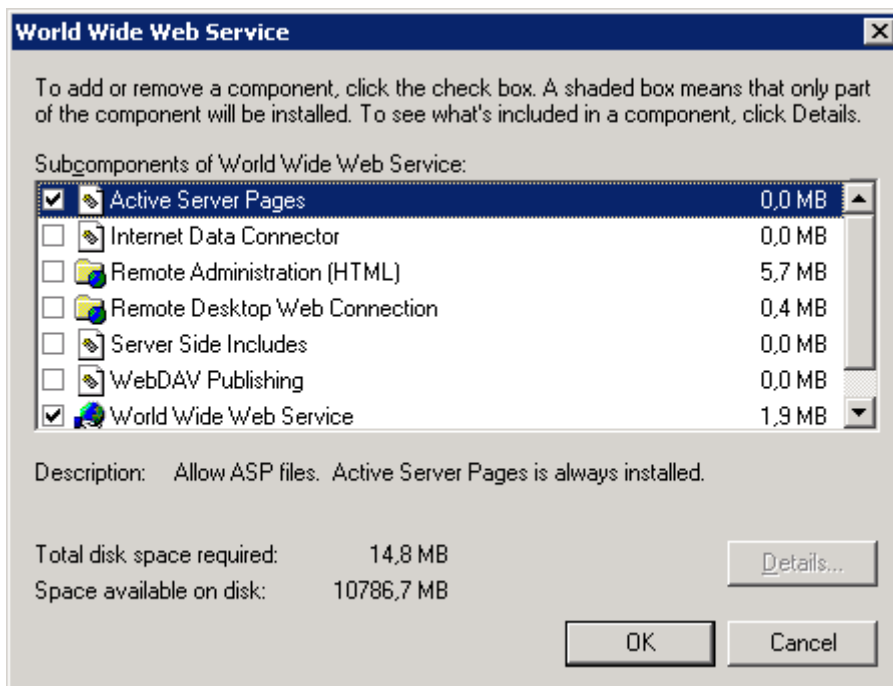 World Wide Web Service
To add or remove a component, click the check box. A shaded box means that only part
of the component will be installed. To see what's included in a component, click Details.
Subcomponents of World Wide Web Service:
Active Server Pages 0,0 MB
Internet Data Connector 0,0 MB
Remote Administration (HTML) 5,7 MB
Remote Desktop Web Connection 0,4 MB
Server Side Includes 0,0 MB
WebDAV Publishing 0,0 MB
World Wide Web Service 1,9 MB
Description: Allow ASP files. Active Server Pages is always installed.
Total disk space required: 14,8 MB
Space available on disk: 10786,7 MB
Details...
OK Cancel